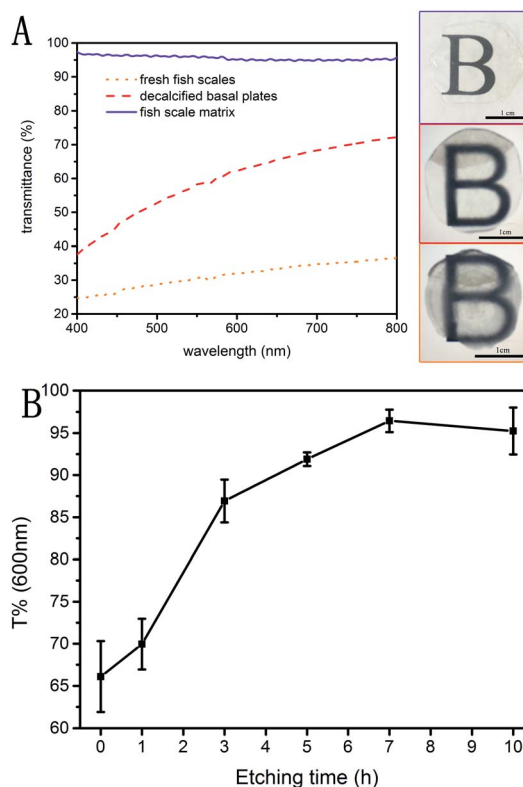 A
100
90
80
70
60
50
40
30
20
400
500
600
700
800
transmittance (%)
wavelength (nm)
fresh fish scales
decalcified basal plates
fish scale matrix
B
1 cm
B
1cm
B
1cm
B
100
95
90
85
80
75
70
65
60
0
1
2
3
4
5
6
7
8
9
10
T% (600nm)
Etching time (h)